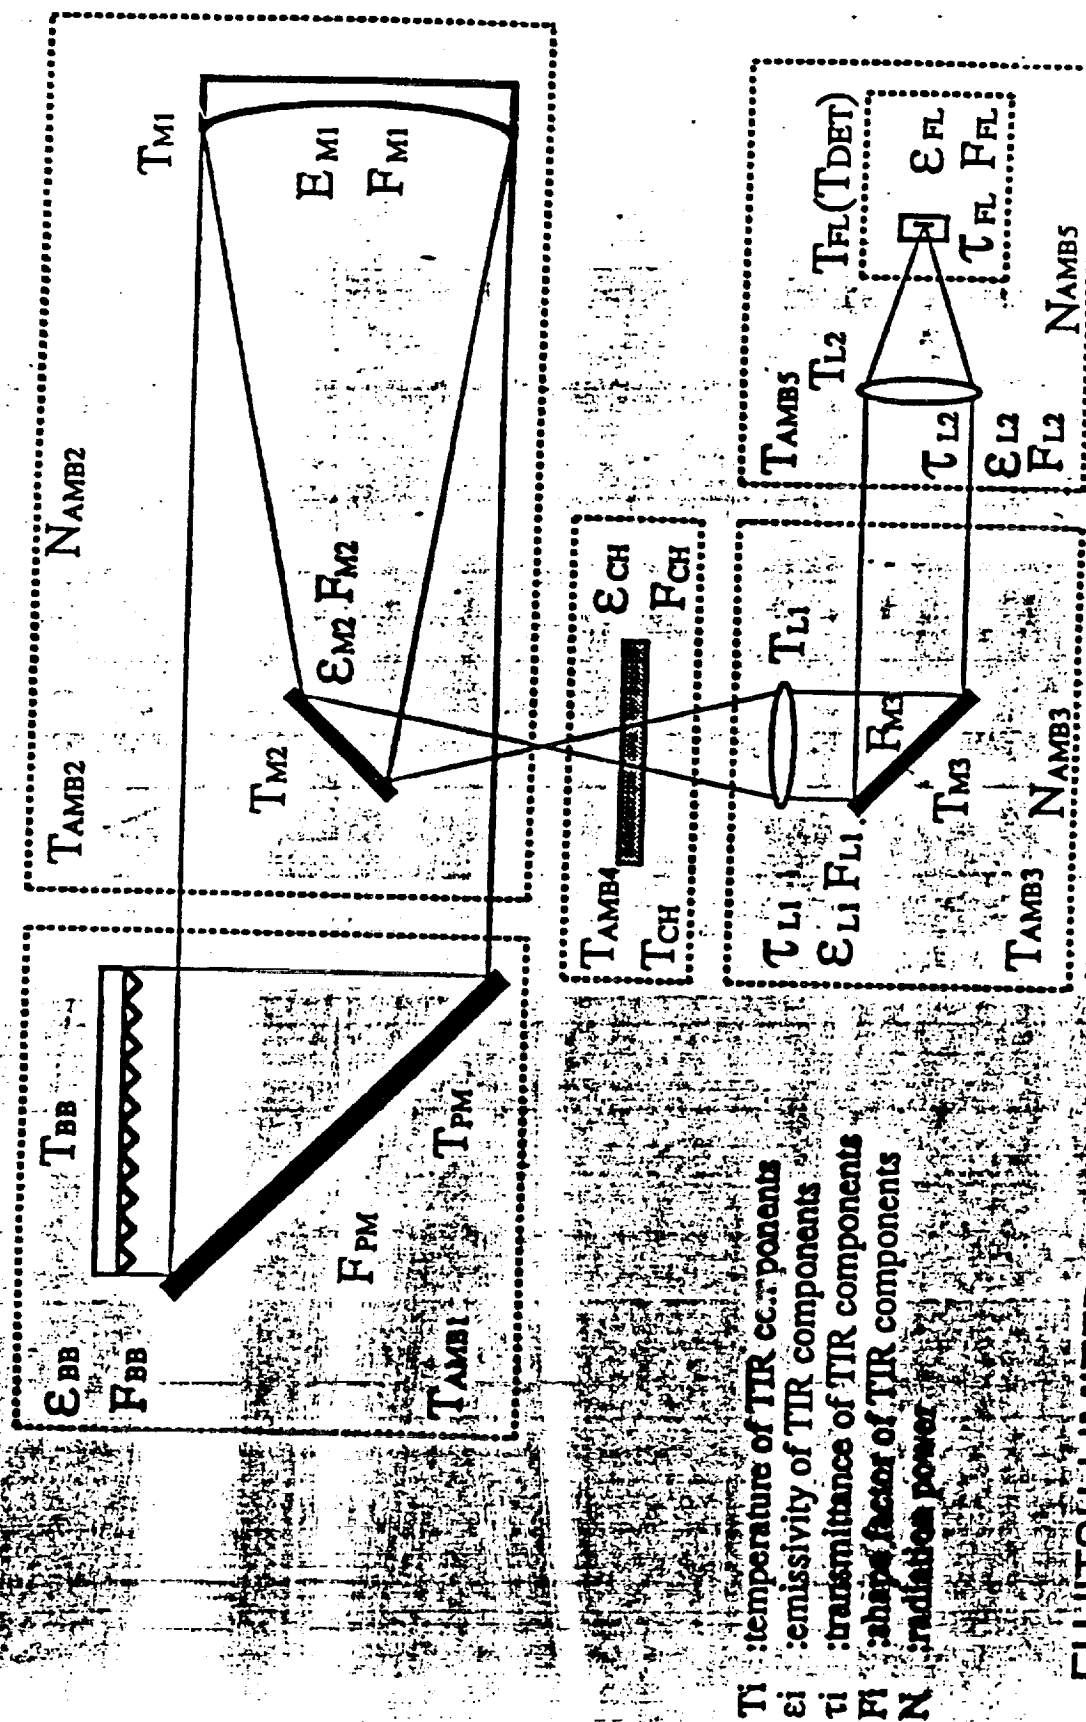 εBB
FBB
TBB
FPM
TPM
TAMB1
TAMB2
NAMB2
TM1
EM1
FM1
TM2
εM2 FM2
TAMB4
TCH
εCH
FCH
τL1
εL1 FL1
TL1
FM3
TM3
TAMB3
NAMB3
TAMB5
TL2
τL2
εL2
FL2
TFL(TDET)
εFL
τFL FFL
NAMB5
Ti :temperature of TIR components
εi :emissivity of TIR components
τi :transmittance of TIR components
Fi :shape factor of TIR components
N :radiation power